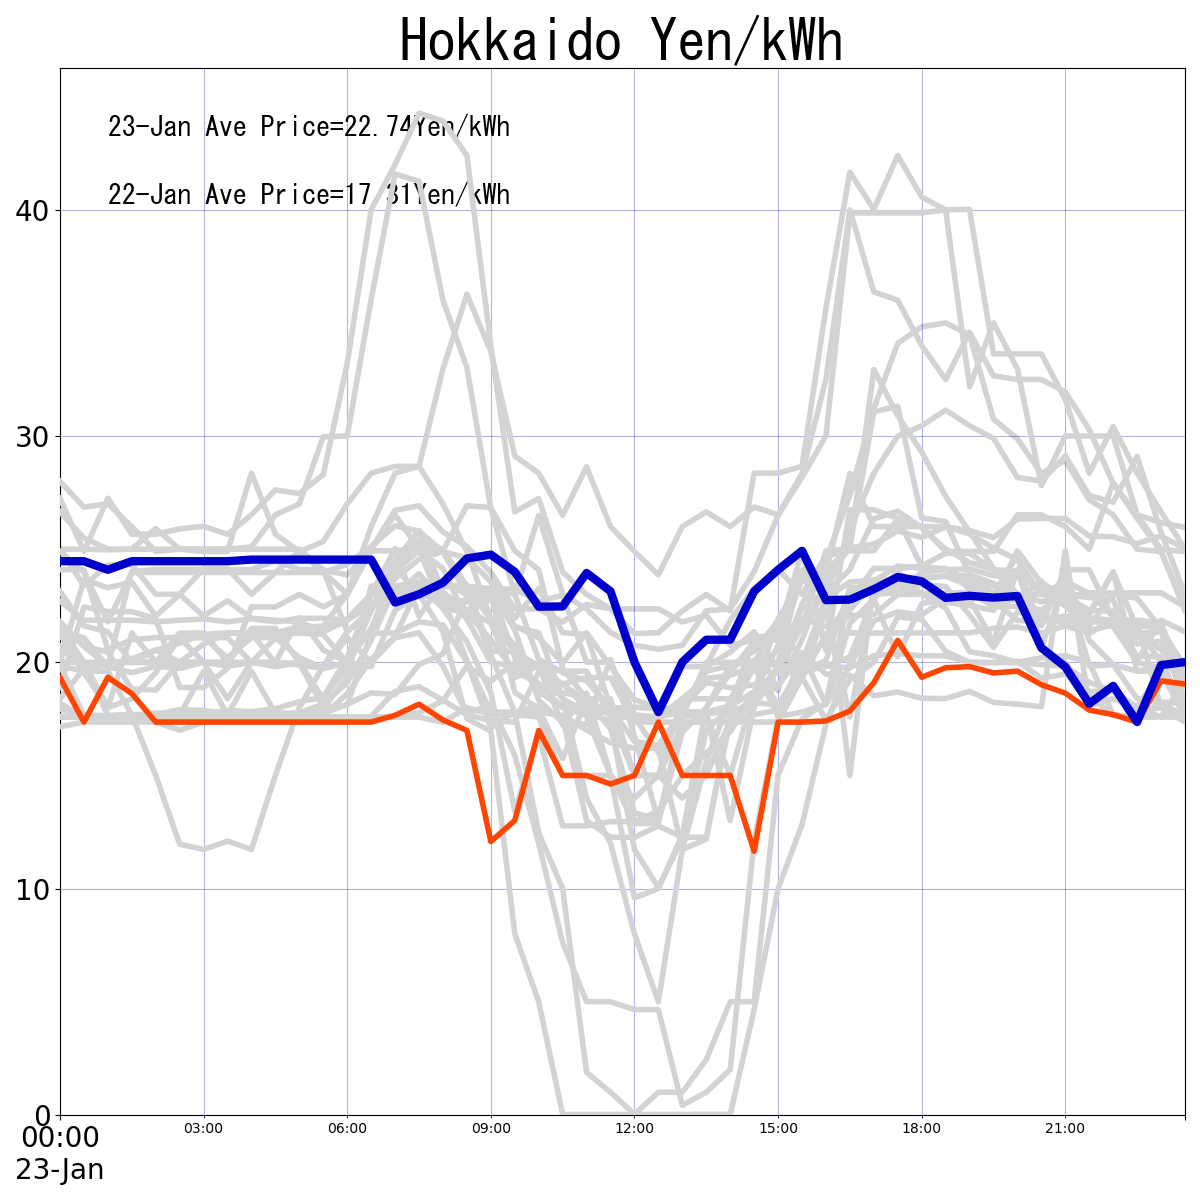 Hokkaido Yen/kWh
23-Jan Ave Price=22.74Yen/kWh
22-Jan Ave Price=17.31Yen/kWh
40
30
20
10
0
00:00 03:00 06:00 09:00 12:00 15:00 18:00 21:00
23-Jan